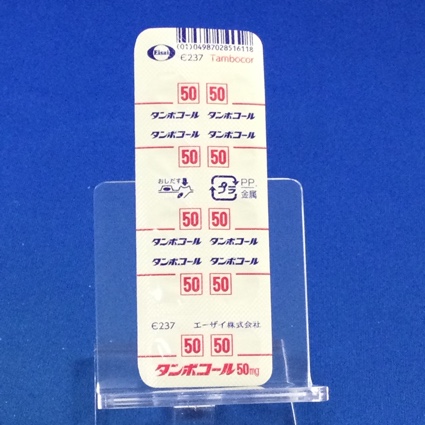 Eisai
(01)04987028516118
€237 Tambocor
50 50
タンボコール タンボコール
タンボコール タンボコール
50 50
おしだす
プラ
PP,
金属
50 50
タンボコール タンボコール
タンボコール タンボコール
50 50
€237 エーザイ株式会社
50 50
タンボコール50mg